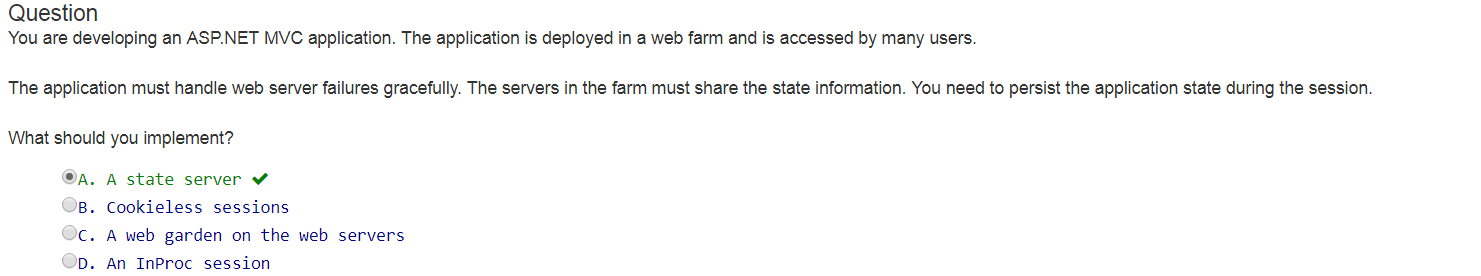 Question
You are developing an ASP.NET MVC application. The application is deployed in a web farm and is accessed by many users.
The application must handle web server failures gracefully. The servers in the farm must share the state information. You need to persist the application state during the session.
What should you implement?
A. A state server ✔
B. Cookieless sessions
C. A web garden on the web servers
D. An InProc session